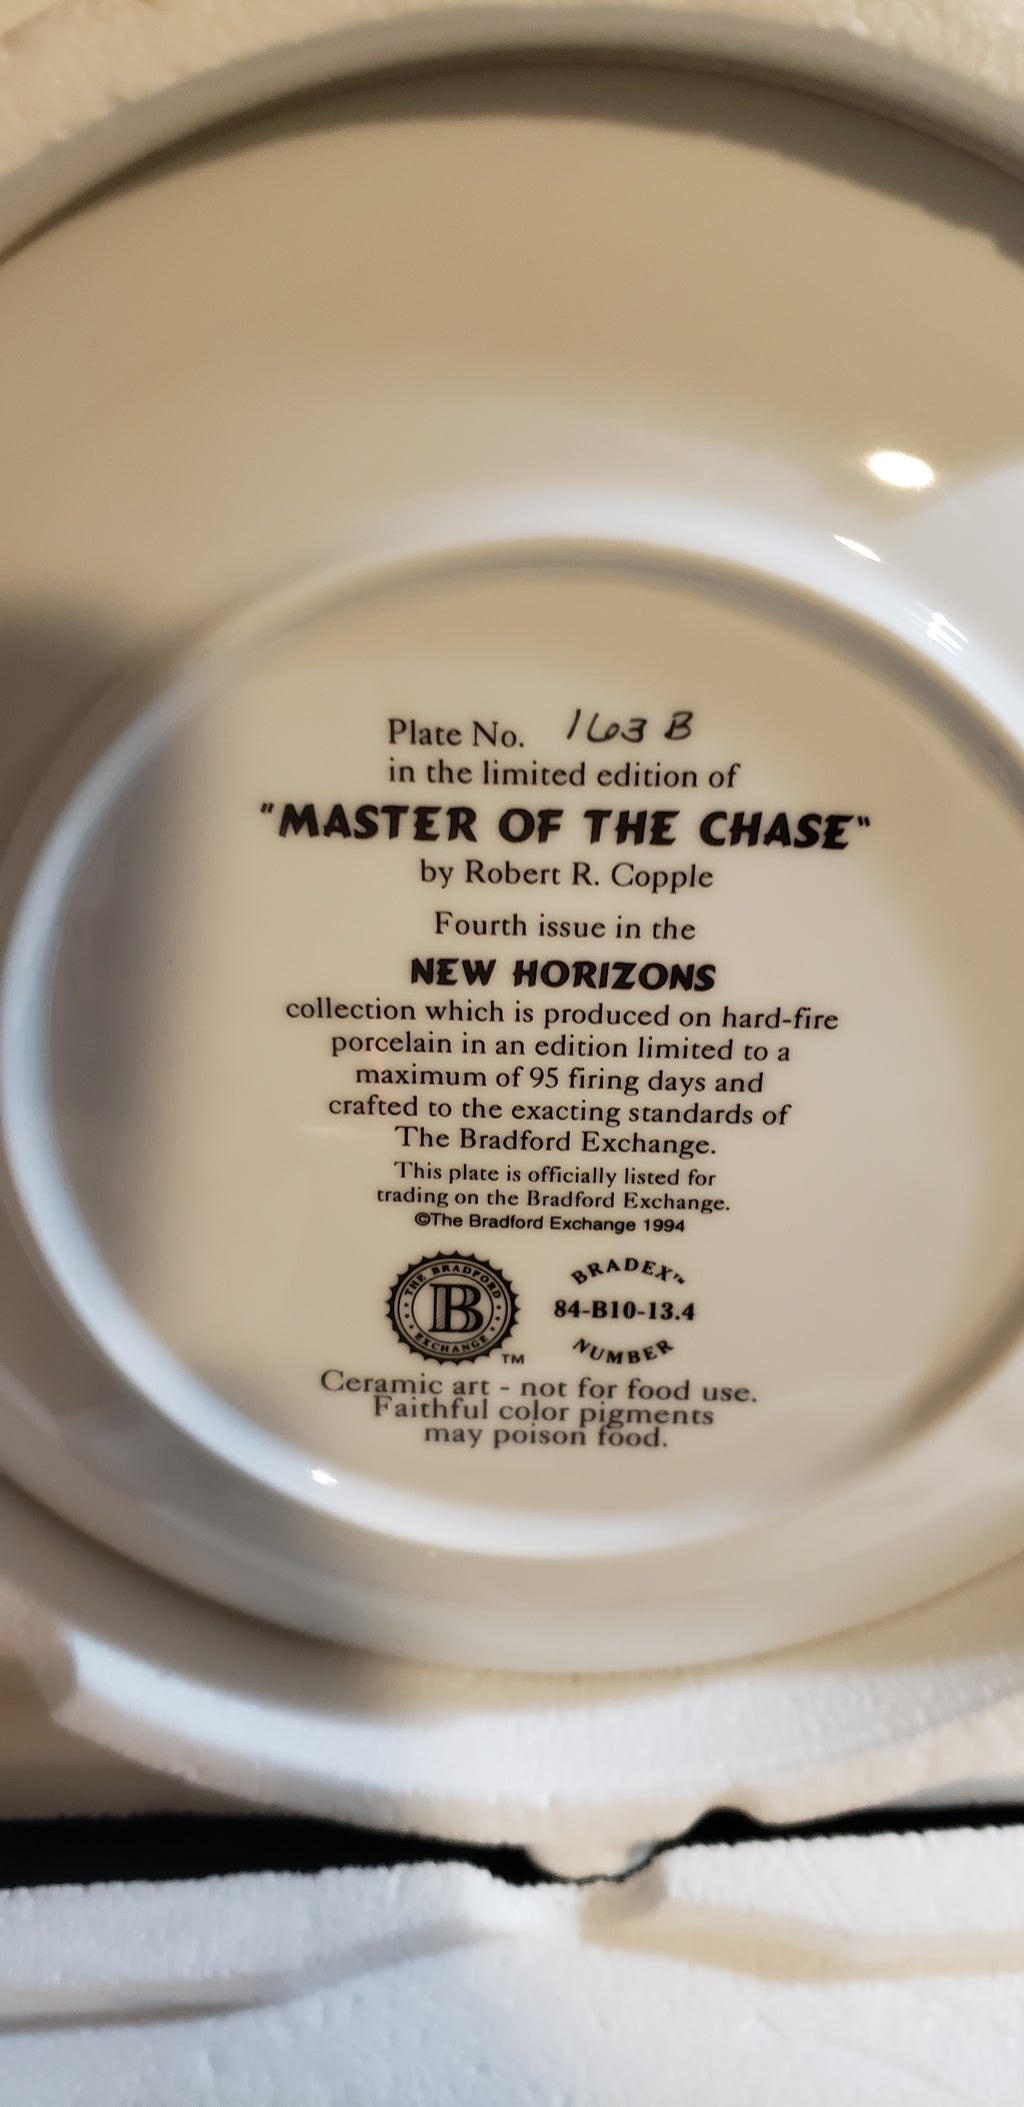 Plate No. 163 B
in the limited edition of
"MASTER OF THE CHASE"
by Robert R. Copple
Fourth issue in the
NEW HORIZONS
collection which is produced on hard-fire
porcelain in an edition limited to a
maximum of 95 firing days and
crafted to the exacting standards of
The Bradford Exchange.
This plate is officially listed for
trading on the Bradford Exchange.
©The Bradford Exchange 1994
THE BRADFORD
B
EXCHANGE
TM
BRADEX™
84-B10-13.4
NUMBER
Ceramic art - not for food use.
Faithful color pigments
may poison food.